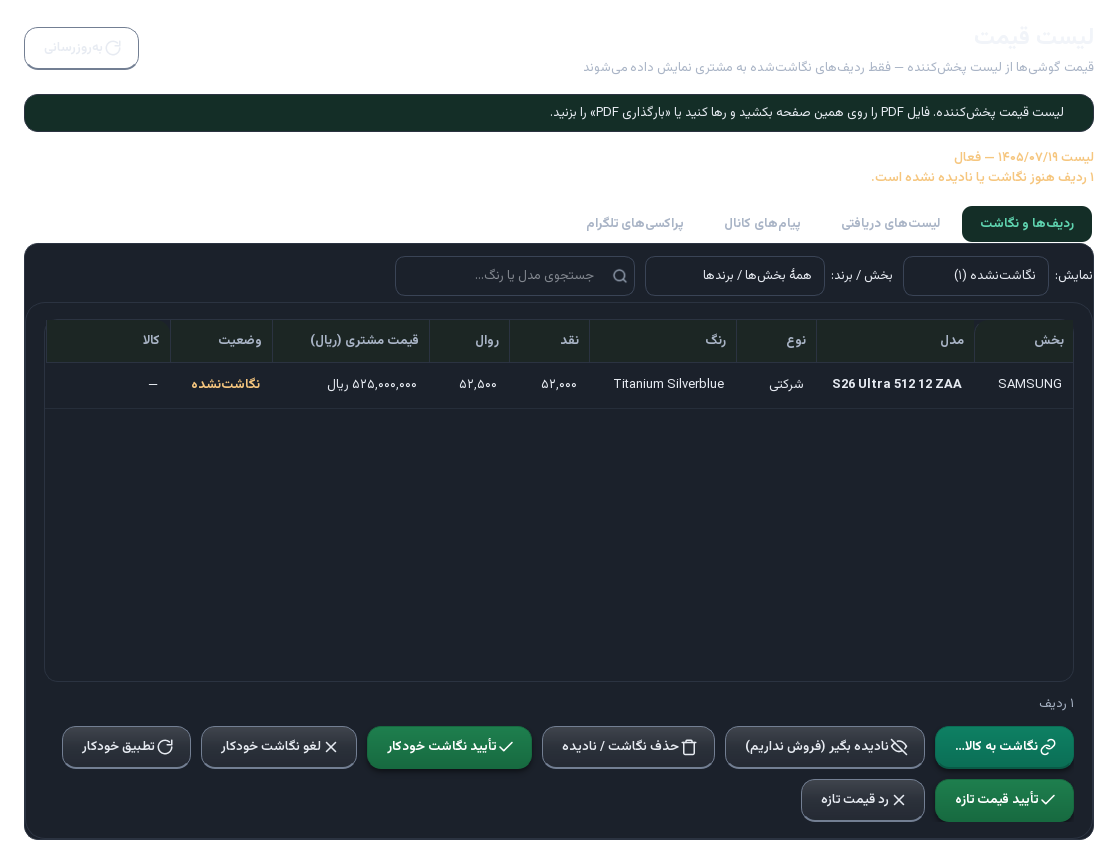 لیست قیمت
به‌روزرسانی
قیمت گوشی‌ها از لیست پخش‌کننده — فقط ردیف‌های نگاشت‌شده به مشتری نمایش داده می‌شوند
لیست قیمت پخش‌کننده. فایل PDF را روی همین صفحه بکشید و رها کنید یا «بارگذاری PDF» را بزنید.
لیست ۱۴۰۵/۰۷/۱۹ — فعال
۱ ردیف هنوز نگاشت یا نادیده نشده است.
ردیف‌ها و نگاشت لیست‌های دریافتی پیام‌های کانال پراکسی‌های تلگرام
نمایش: نگاشت‌نشده (۱) بخش / برند: همهٔ بخش‌ها / برندها جستجوی مدل یا رنگ...
بخش مدل نوع رنگ نقد روال قیمت مشتری (ریال) وضعیت کالا
SAMSUNG S26 Ultra 512 12 ZAA شرکتی Titanium Silverblue ۵۲,۰۰۰ ۵۲,۵۰۰ ۵۲۵,۰۰۰,۰۰۰ ریال نگاشت‌نشده —
۱ ردیف
نگاشت به کالا... نادیده بگیر (فروش نداریم) حذف نگاشت / نادیده تأیید نگاشت خودکار لغو نگاشت خودکار تطبیق خودکار
تأیید قیمت تازه رد قیمت تازه